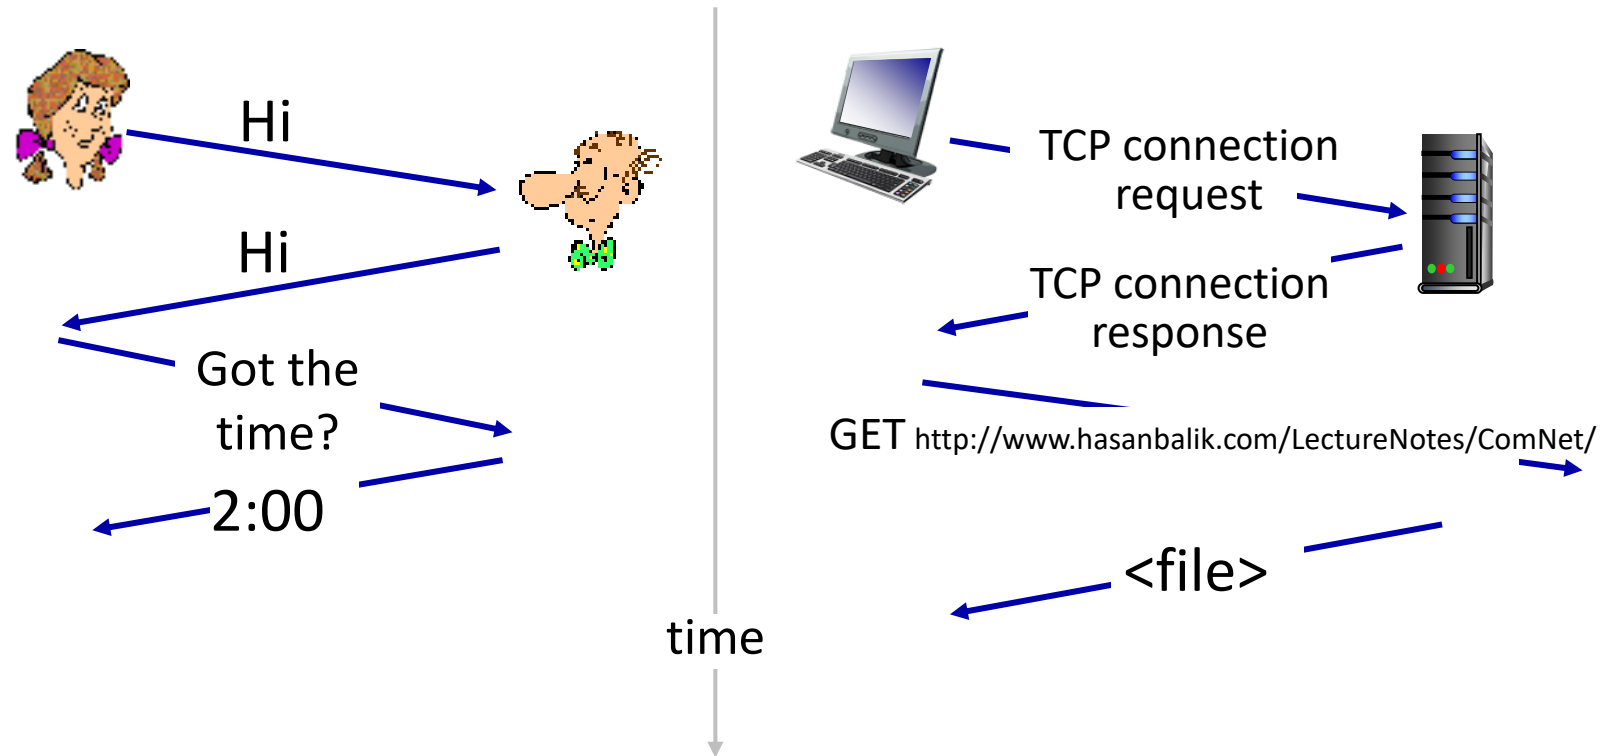 Hi
Hi
Got the
time?
2:00
time
TCP connection
request
TCP connection
response
GET http://www.hasanbalik.com/LectureNotes/ComNet/
<file>